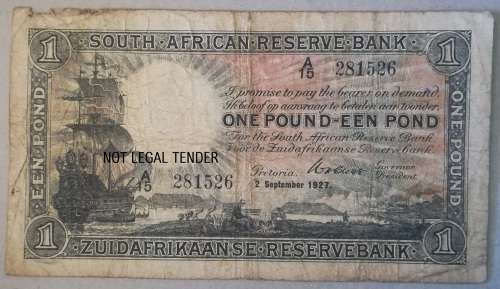 1 SOUTH AFRICAN RESERVE BANK 1
A/15 281526
I promise to pay the bearer on demand
Ik beloof op aanvraag te betalen aan toonder
ONE POUND-EEN POND
For the South African Reserve Bank
Voor de Zuidafrikaanse Reserve Bank
EEN·POND
ONE·POUND
NOT LEGAL TENDER
A/15 281526
Pretoria.
Governor
President.
2 September 1927.
1 ZUIDAFRIKAANSE·RESERVEBANK 1